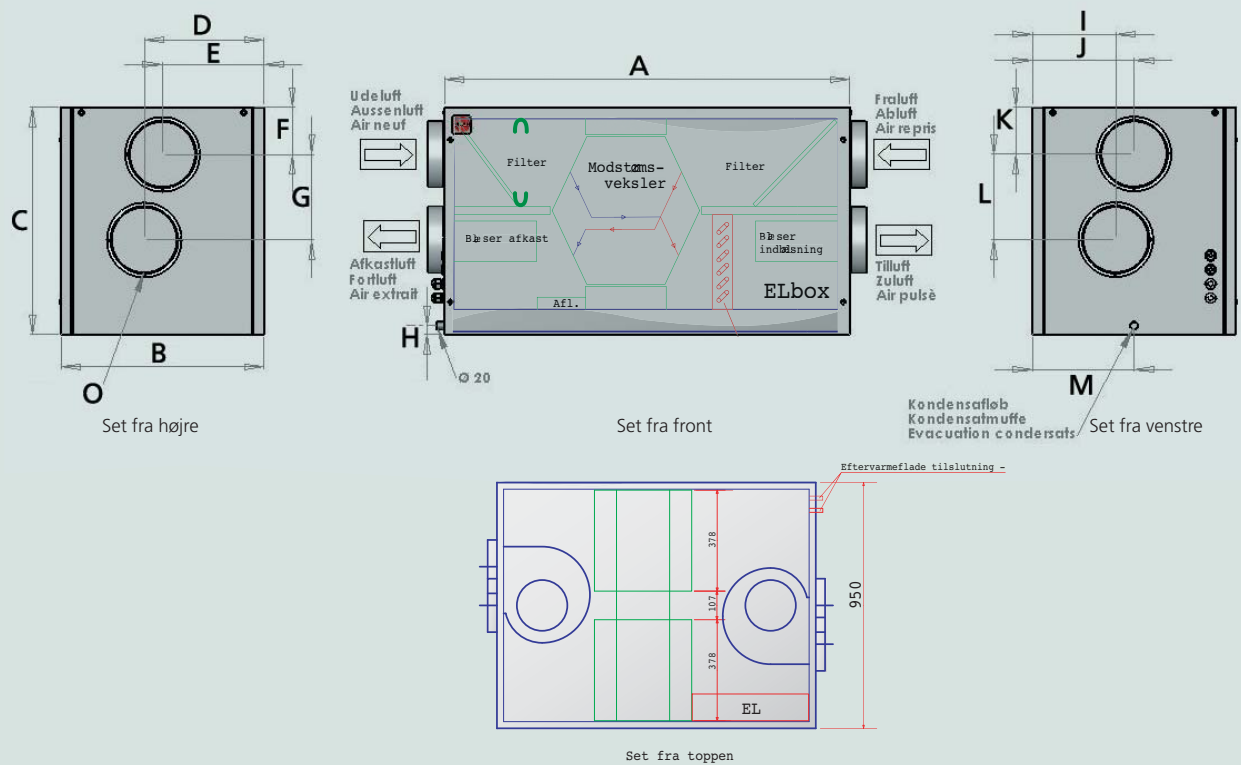 D
E
F
G
C
B
O
Set fra højre
A
Udeluft
Aussenluft
Air neuf
Fraluft
Abluft
Air repris
Filter
Modstøms-
veksler
Filter
Blæser afkast
Blæser
indblæsning
Afkastluft
Fortluft
Air extrait
Tilluft
Zuluft
Air pulsè
Afl.
ELbox
H
Ø 20
Set fra front
I
J
K
L
M
Kondensafløb
Kondensatmuffe
Evacuation condersats
Set fra venstre
Eftervarmeflade tilslutning -
378
107
378
950
EL
Set fra toppen